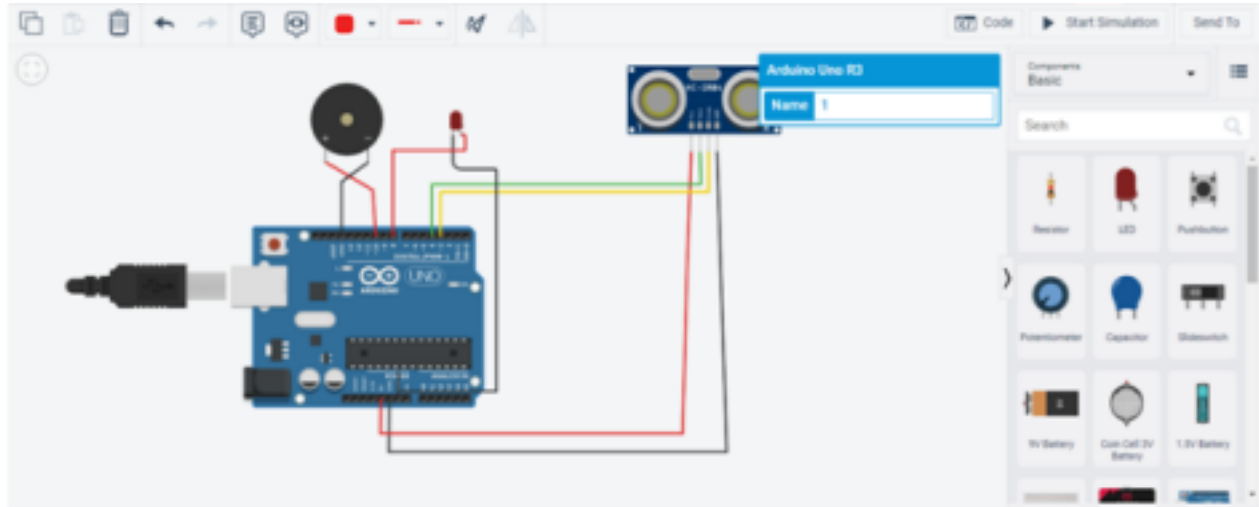 Code
Start Simulation
Send To
Arduino Uno R3
Name 1
Components
Basic
Search
UNO
ARDUINO
Resistor
LED
Pushbutton
Potentiometer
Capacitor
Slideswitch
9V Battery
Coin Cell 3V
Battery
1.5V Battery